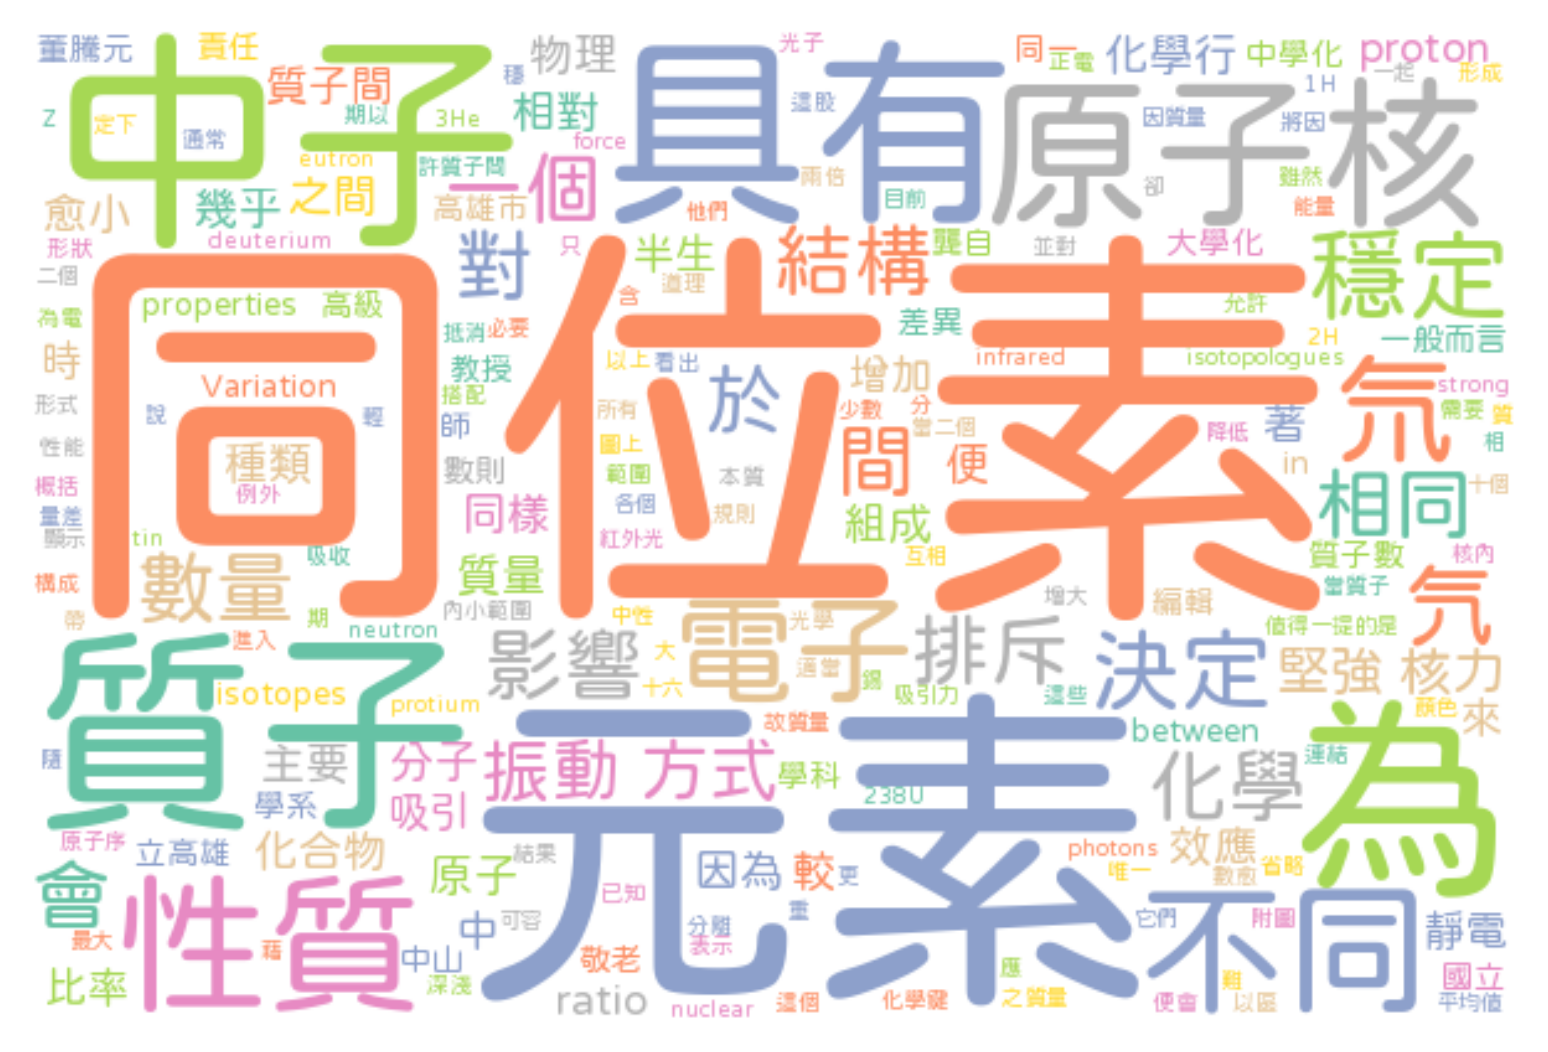 董騰元 責任 物理 光子 同一 化學行 中學化 proton
中子 質子間 穩 具有 正電 一起 形成
Z 定下 通常 期以 3He 相對 這股 原子核 因質量 1H 將因
eutron 許質子間 force
愈小 幾乎 之間 高雄市 一個 他們 兩倍 目前 卻 雖然 能量
形狀 deuterium 對 只 半生 結構 龔自 並對 大學化 穩定
二個 同位素 道理
為電 properties 高級 含 差異 允許 2H 一般而言
時 抵消 必要 以上 看出 增加 infrared isotopologues 氘
Variation 教授 搭配 於 strong
形式 說 輕 師 所有 少數 分 當二個 降低 著 需要 質
性能 種類 數則 圖上 間 便 相
概括 例外 範圍 本質 in 相同 十個
量差 同樣 各個 規則 組成
顯示 tin 吸收 紅外光 互相 質子數 核內
構成 數量 質量 增大 編輯 當質子 氕
帶 期 內小範圍 中性 電子 光學 值得一提的是
進入 neutron 影響 大 適當 排斥 決定 堅強 核力
質子 isotopes protium 十六 錫 吸引力 這些 顏色 來
隨 主要 分子 振動 方式 故質量 元素 between 連結 為
學系 吸引 學科 238U 化學
原子序 立高雄 化合物 結果 photons 效應
會 原子 因為 較 更 唯一 數愈 省略
性質 中 可容 已知 重 分離 它們 不同 附圖 靜電
最大 藉 中山 表示 應 難 國立
比率 深淺 敬老 ratio nuclear 這個 化學鍵 之質量 便會 以區 平均值